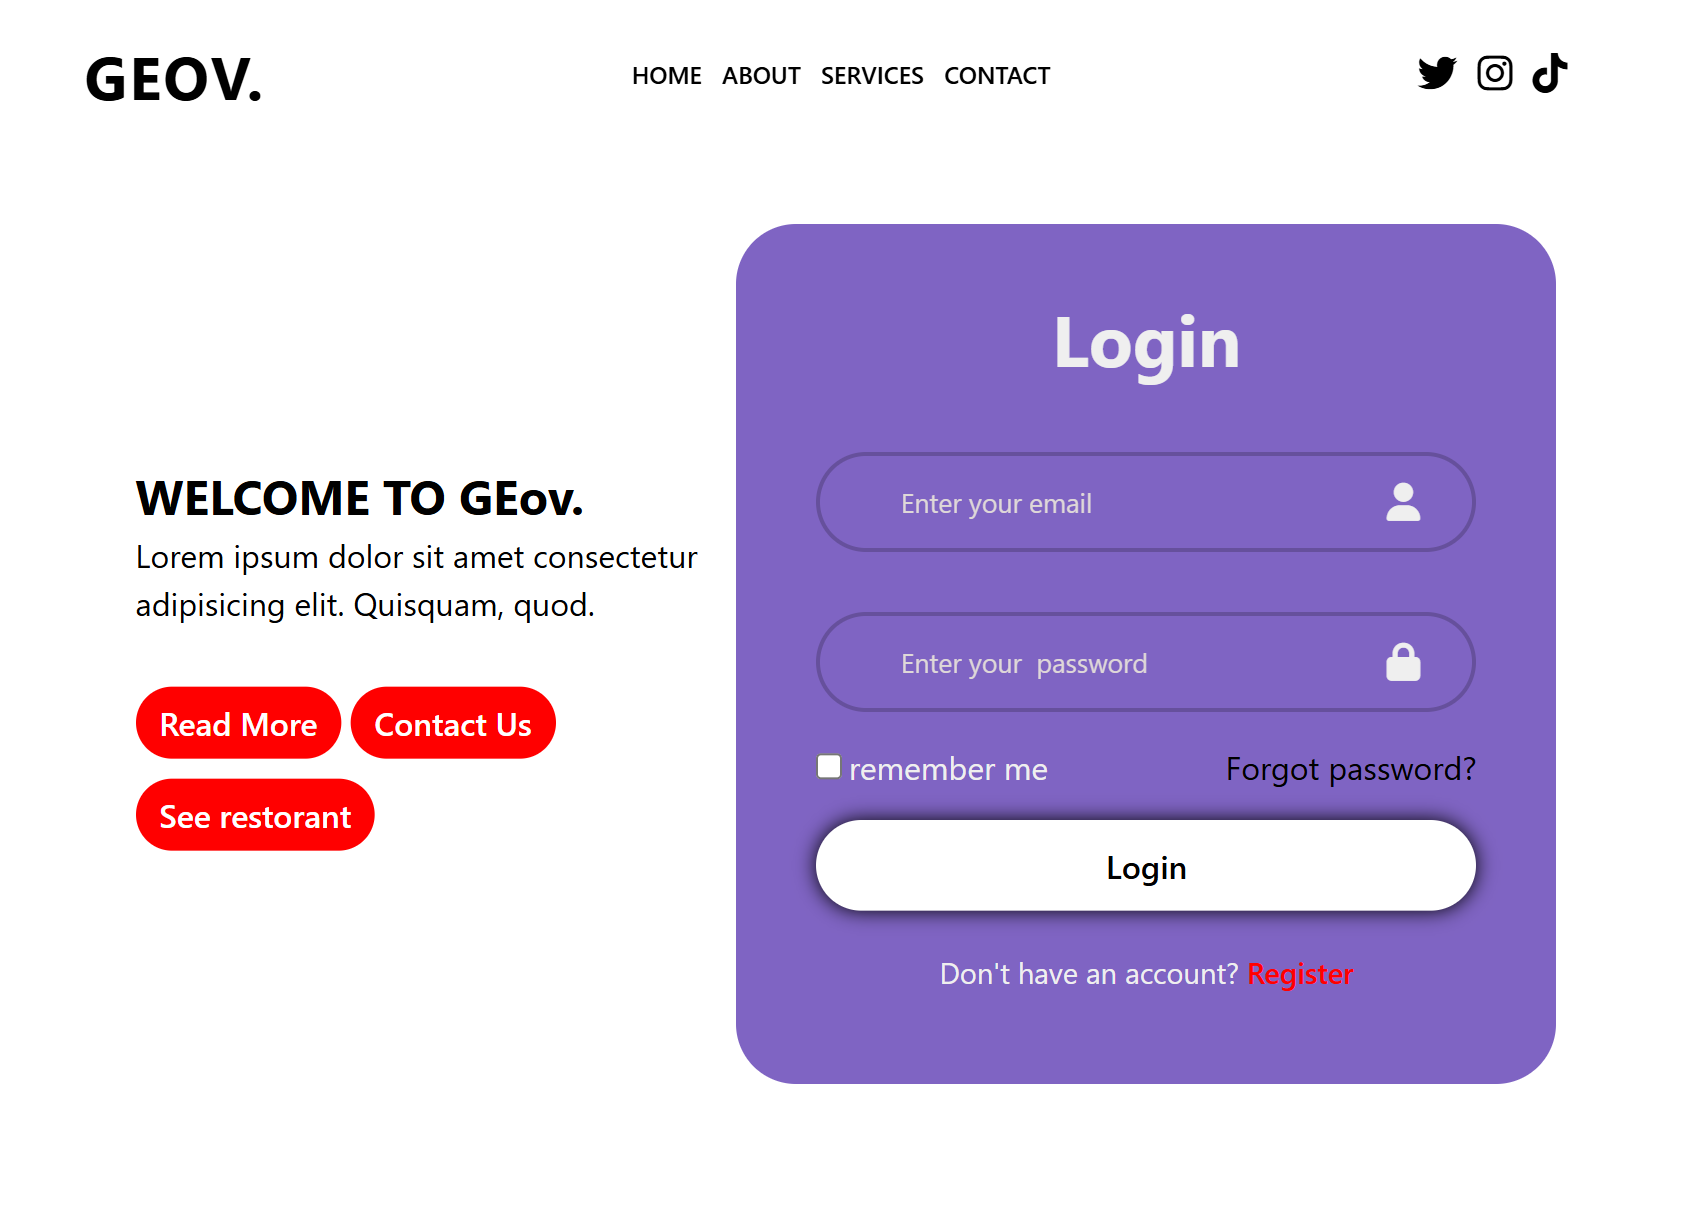 GEOV.
HOME ABOUT SERVICES CONTACT
WELCOME TO GEov.
Lorem ipsum dolor sit amet consectetur
adipisicing elit. Quisquam, quod.
Read More Contact Us
See restorant
Login
Enter your email
Enter your  password
remember me Forgot password?
Login
Don't have an account? Register